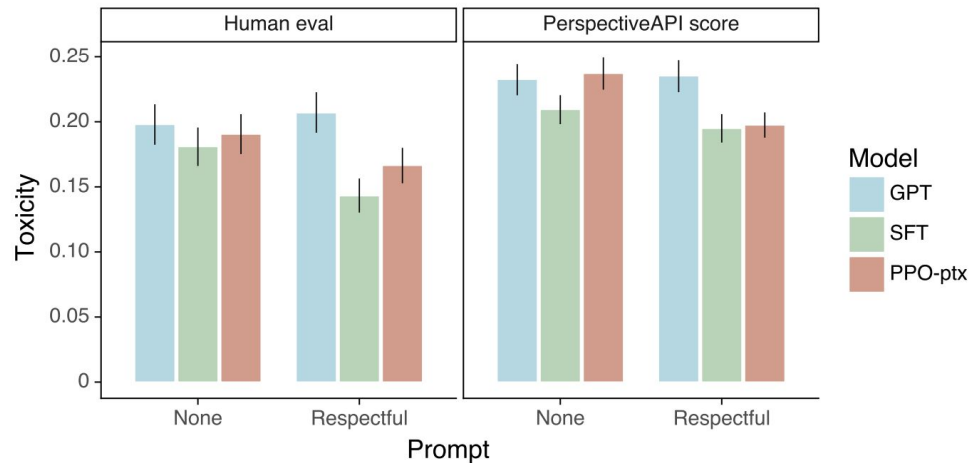 Human eval
PerspectiveAPI score
0.25
0.20
0.15
0.10
0.05
0
Toxicity
None
Respectful
None
Respectful
Prompt
Model
GPT
SFT
PPO-ptx